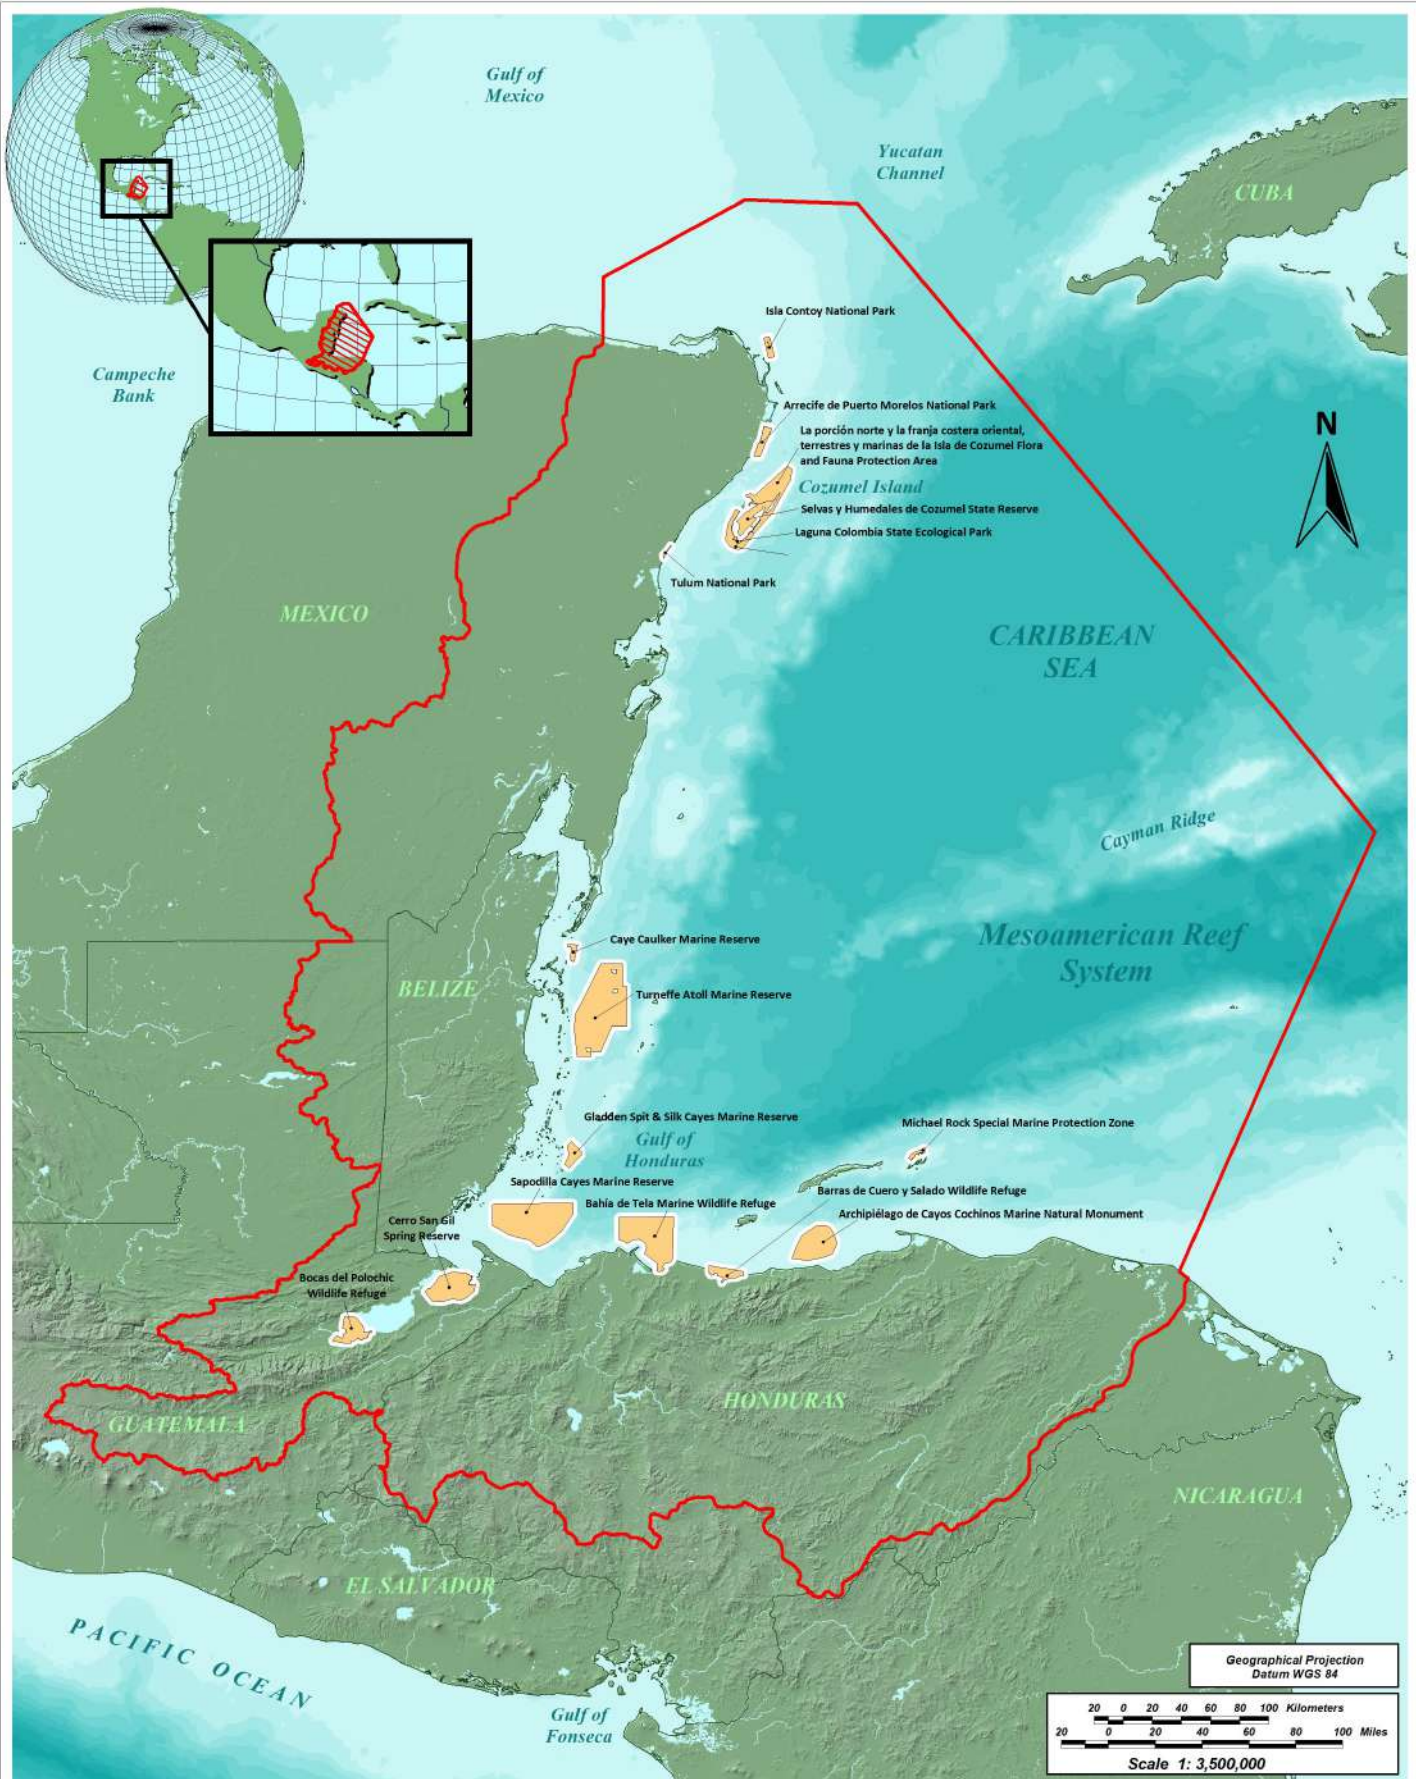 Gulf of
Mexico
Yucatan
Channel
CUBA
Isla Contoy National Park
Campeche
Bank
Arrecife de Puerto Morelos National Park
N
La porción norte y la franja costera oriental,
terrestres y marinas de la Isla de Cozumel Flora
and Fauna Protection Area
Cozumel Island
Selvas y Humedales de Cozumel State Reserve
Laguna Colombia State Ecological Park
Tulum National Park
MEXICO
CARIBBEAN
SEA
Cayman Ridge
Mesoamerican Reef
System
Caye Caulker Marine Reserve
BELIZE
Turneffe Atoll Marine Reserve
Gladden Spit & Silk Cayes Marine Reserve
Michael Rock Special Marine Protection Zone
Gulf of
Honduras
Sapodilla Cayes Marine Reserve
Barras de Cuero y Salado Wildlife Refuge
Bahía de Tela Marine Wildlife Refuge
Archipiélago de Cayos Cochinos Marine Natural Monument
Cerro San Gil
Spring Reserve
Bocas del Polochic
Wildlife Refuge
HONDURAS
GUATEMALA
NICARAGUA
EL SALVADOR
PACIFIC OCEAN
Gulf of
Fonseca
Geographical Projection
Datum WGS 84
20 0 20 40 60 80 100 Kilometers
20 0 20 40 60 80 100 Miles
Scale 1: 3,500,000